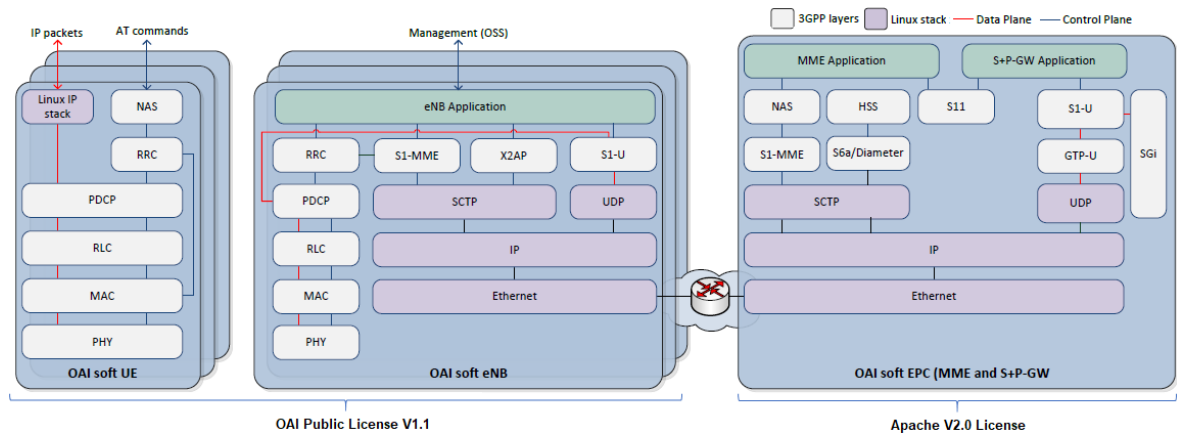 3GPP layers
Linux stack
Data Plane
Control Plane
IP packets
AT commands
Management (OSS)
Linux IP
stack
NAS
RRC
PDCP
RLC
MAC
PHY
OAI soft UE
eNB Application
RRC
S1-MME
X2AP
S1-U
PDCP
SCTP
UDP
RLC
IP
MAC
Ethernet
PHY
OAI soft eNB
MME Application
S+P-GW Application
NAS
HSS
S11
S1-U
S1-MME
S6a/Diameter
GTP-U
SGi
SCTP
UDP
IP
Ethernet
OAI soft EPC (MME and S+P-GW
OAI Public License V1.1
Apache V2.0 License